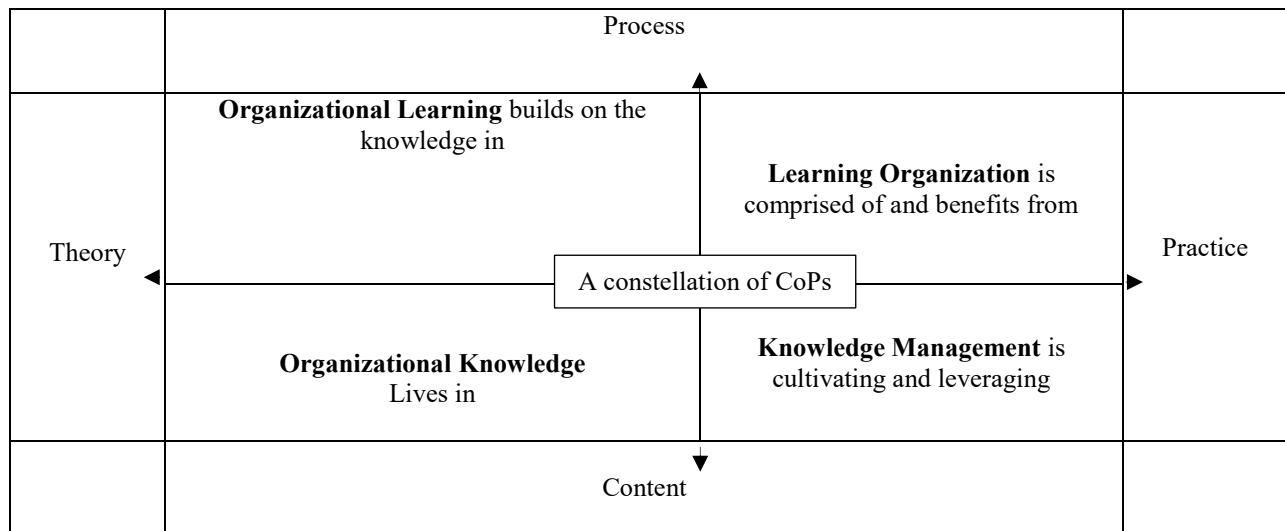 Process
Organizational Learning builds on the
knowledge in
Learning Organization is
comprised of and benefits from
Theory
Practice
A constellation of CoPs
Organizational Knowledge
Lives in
Knowledge Management is
cultivating and leveraging
Content